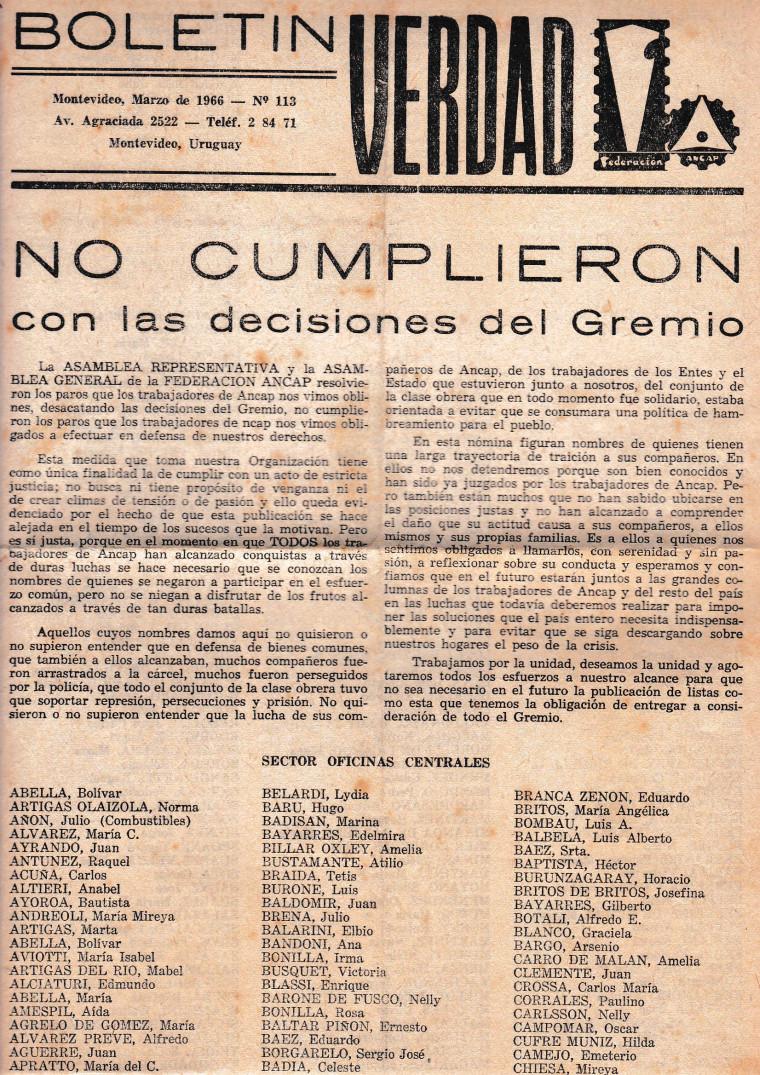 BOLETIN
VERDAD
Federación
ANCAP
Montevideo, Marzo de 1966 — Nº 113
Av. Agraciada 2522 — Teléf. 2 84 71
Montevideo, Uruguay
NO CUMPLIERON
con las decisiones del Gremio
La ASAMBLEA REPRESENTATIVA y la ASAM-
BLEA GENERAL de la FEDERACION ANCAP resolvie-
ron los paros que los trabajadores de Ancap nos vimos obli-
nes, desacatando las decisiones del Gremio, no cumplie-
ron los paros que los trabajadores de ncap nos vimos obli-
gados a efectuar en defensa de nuestros derechos.
Esta medida que toma nuestra Organización tiene
como única finalidad la de cumplir con un acto de estricta
justicia; no busca ni tiene propósito de venganza ni el
de crear climas de tensión o de pasión y ello queda evi-
denciado por el hecho de que esta publicación se hace
alejada en el tiempo de los sucesos que la motivan. Pero
es sí justa, porque en el momento en que TODOS los tra-
bajadores de Ancap han alcanzado conquistas a través
de duras luchas se hace necesario que se conozcan los
nombres de quienes se negaron a participar en el esfuer-
zo común, pero no se niegan a disfrutar de los frutos al-
canzados a través de tan duras batallas.
Aquellos cuyos nombres damos aquí no quisieron o
no supieron entender que en defensa de bienes comunes,
que también a ellos alcanzaban, muchos compañeros fue-
ron arrastrados a la cárcel, muchos fueron perseguidos
por la policía, que todo el conjunto de la clase obrera tuvo
que soportar represión, persecuciones y prisión. No qui-
sieron o no supieron entender que la lucha de sus com-
pañeros de Ancap, de los trabajadores de los Entes y el
Estado que estuvieron junto a nosotros, del conjunto de
la clase obrera que en todo momento fue solidario, estaba
orientada a evitar que se consumara una política de ham-
breamiento para el pueblo.
En esta nómina figuran nombres de quienes tienen
una larga trayectoria de traición a sus compañeros. En
ellos no nos detendremos porque son bien conocidos y
han sido ya juzgados por los trabajadores de Ancap. Pe-
ro también están muchos que no han sabido ubicarse en
las posiciones justas y no han alcanzado a comprender
el daño que su actitud causa a sus compañeros, a ellos
mismos y sus propias familias. Es a ellos a quienes nos
sentimos obligados a llamarlos, con serenidad y sin pa-
sión, a reflexionar sobre su conducta y esperamos y con-
fiamos que en el futuro estarán juntos a las grandes co-
lumnas de los trabajadores de Ancap y del resto del país
en las luchas que todavía deberemos realizar para impo-
ner las soluciones que el país entero necesita indispensa-
blemente y para evitar que se siga descargando sobre
nuestros hogares el peso de la crisis.
Trabajamos por la unidad, deseamos la unidad y ago-
taremos todos los esfuerzos a nuestro alcance para que
no sea necesario en el futuro la publicación de listas co-
mo esta que tenemos la obligación de entregar a consi-
deración de todo el Gremio.
SECTOR OFICINAS CENTRALES
ABELLA, Bolívar
ARTIGAS OLAIZOLA, Norma
AÑON, Julio (Combustibles)
ALVAREZ, María C.
AYRANDO, Juan
ANTUNEZ, Raquel
ACUÑA, Carlos
ALTIERI, Anabel
AYOROA, Bautista
ANDREOLI, María Mireya
ARTIGAS, Marta
ABELLA, Bolívar
AVIOTTI, María Isabel
ARTIGAS DEL RIO, Mabel
ALCIATURI, Edmundo
ABELLA, María
AMESPIL, Aída
AGRELO DE GOMEZ, María
ALVAREZ PREVE, Alfredo
AGUERRE, Juan
APRATTO, María del C.
BELARDI, Lydia
BARU, Hugo
BADISAN, Marina
BAYARRES, Edelmira
BILLAR OXLEY, Amelia
BUSTAMANTE, Atilio
BRAIDA, Tetis
BURONE, Luis
BALDOMIR, Juan
BRENA, Julio
BALARINI, Elbio
BANDONI, Ana
BONILLA, Irma
BUSQUET, Victoria
BLASSI, Enrique
BARONE DE FUSCO, Nelly
BONILLA, Rosa
BALTAR PIÑON, Ernesto
BAEZ, Eduardo
BORGARELO, Sergio José
BADIA, Celeste
BRANCA ZENON, Eduardo
BRITOS, María Angélica
BOMBAU, Luis A.
BALBELA, Luis Alberto
BAEZ, Srta.
BAPTISTA, Héctor
BURUNZAGARAY, Horacio
BRITOS DE BRITOS, Josefina
BAYARRES, Gilberto
BOTALI, Alfredo E.
BLANCO, Graciela
BARGO, Arsenio
CARRO DE MALAN, Amelia
CLEMENTE, Juan
CROSSA, Carlos María
CORRALES, Paulino
CARLSSON, Nelly
CAMPOMAR, Oscar
CUFRE MUNIZ, Hilda
CAMEJO, Emeterio
CHIESA, Mireya